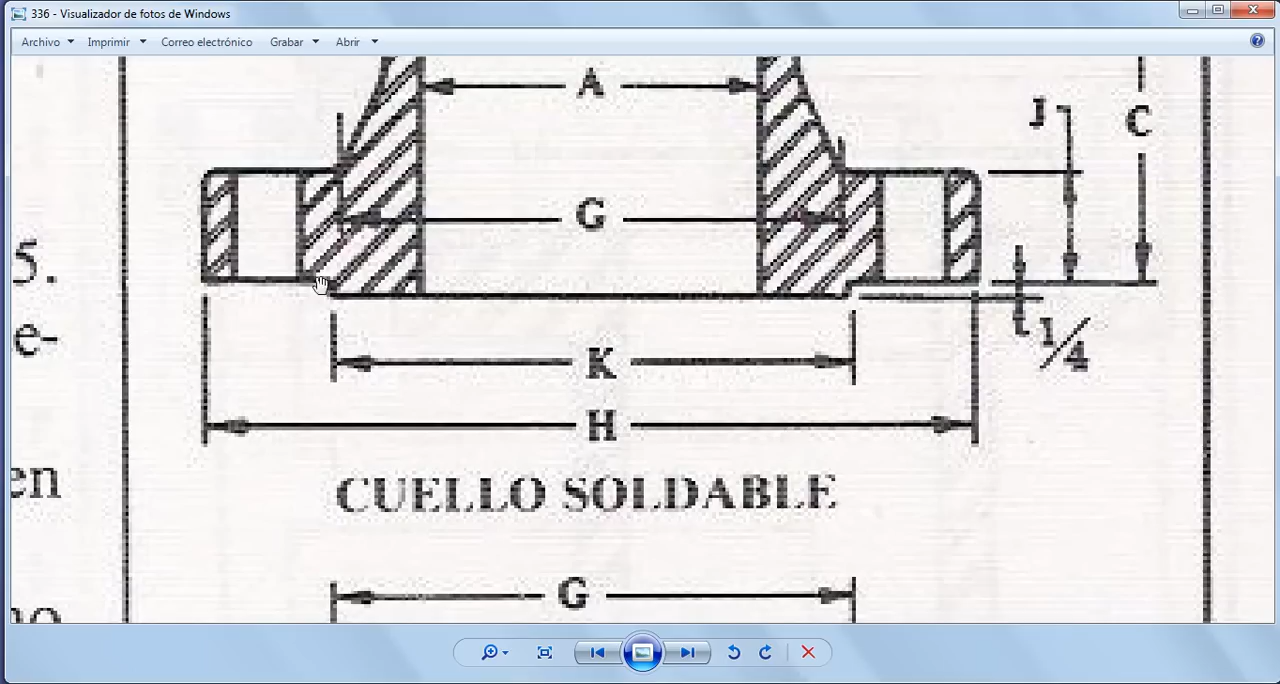 336 - Visualizador de fotos de Windows
Archivo Imprimir Correo electrónico Grabar Abrir
A
J
C
G
5.
e-
t 1/4
K
H
en
CUELLO SOLDABLE
G